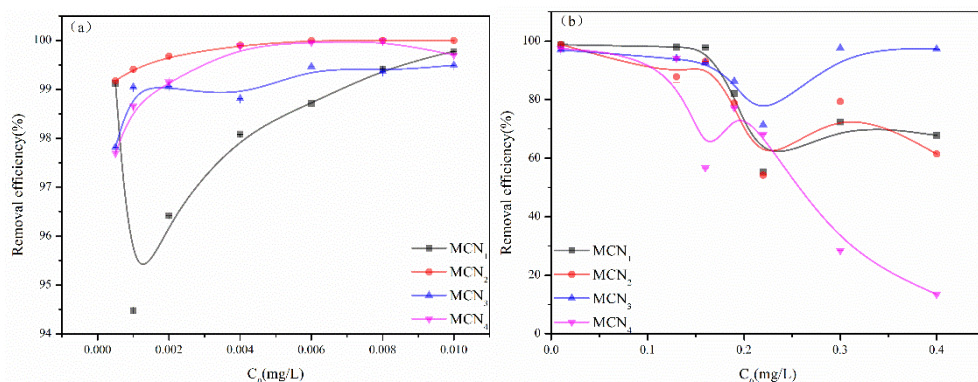 (a)
Removal efficiency(%)
100
99
98
97
96
95
94
0.000
0.002
0.004
0.006
0.008
0.010
C₀(mg/L)
MCN₁
MCN₂
MCN₃
MCN₄
(b)
Removal efficiency(%)
100
80
60
40
20
0
0.0
0.1
0.2
0.3
0.4
C₀(mg/L)
MCN₁
MCN₂
MCN₃
MCN₄